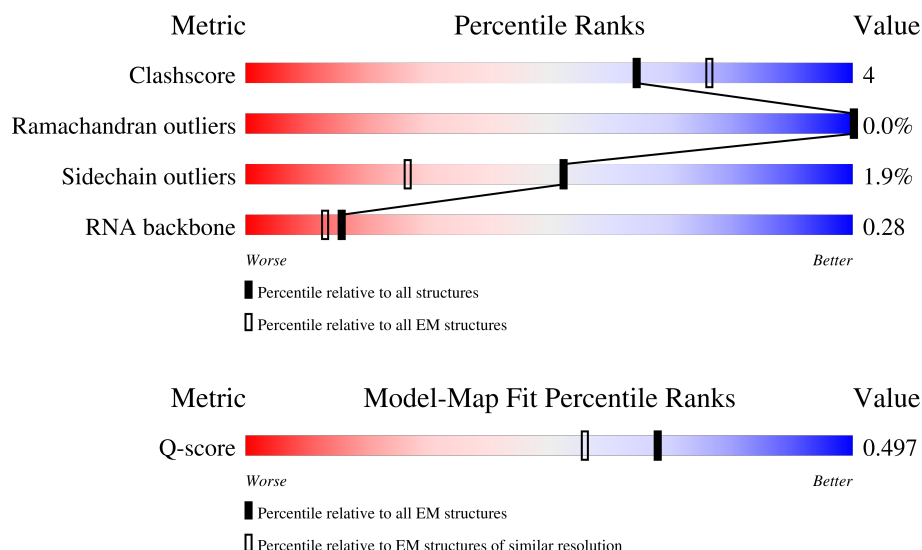 Metric Percentile Ranks Value
Clashscore 4
Ramachandran outliers 0.0%
Sidechain outliers 1.9%
RNA backbone 0.28
Worse Better
Percentile relative to all structures
Percentile relative to all EM structures
Metric Model-Map Fit Percentile Ranks Value
Q-score 0.497
Worse Better
Percentile relative to all EM structures
Percentile relative to EM structures of similar resolution